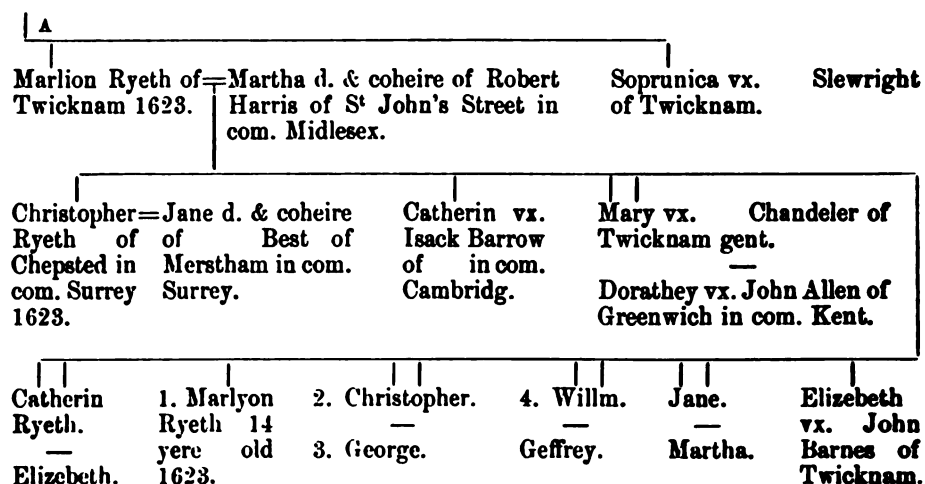 A
Marlion Ryeth of=Martha d. & coheire of Robert
Twicknam 1623. Harris of Sᵗ John's Street in
com. Midlesex.
Soprunica vx. Slewright
of Twicknam.
Christopher=Jane d. & coheire
Ryeth of of Best of
Chepsted in Merstham in com.
com. Surrey Surrey.
1623.
Catherin vx.
Isack Barrow
of in com.
Cambridg.
Mary vx. Chandeler of
Twicknam gent.
—
Dorathey vx. John Allen of
Greenwich in com. Kent.
Catherin
Ryeth.
—
Elizebeth.
1. Marlyon
Ryeth 14
yere old
1623.
2. Christopher.
—
3. George.
4. Willm.
—
Geffrey.
Jane.
—
Martha.
Elizebeth
vx. John
Barnes of
Twicknam.